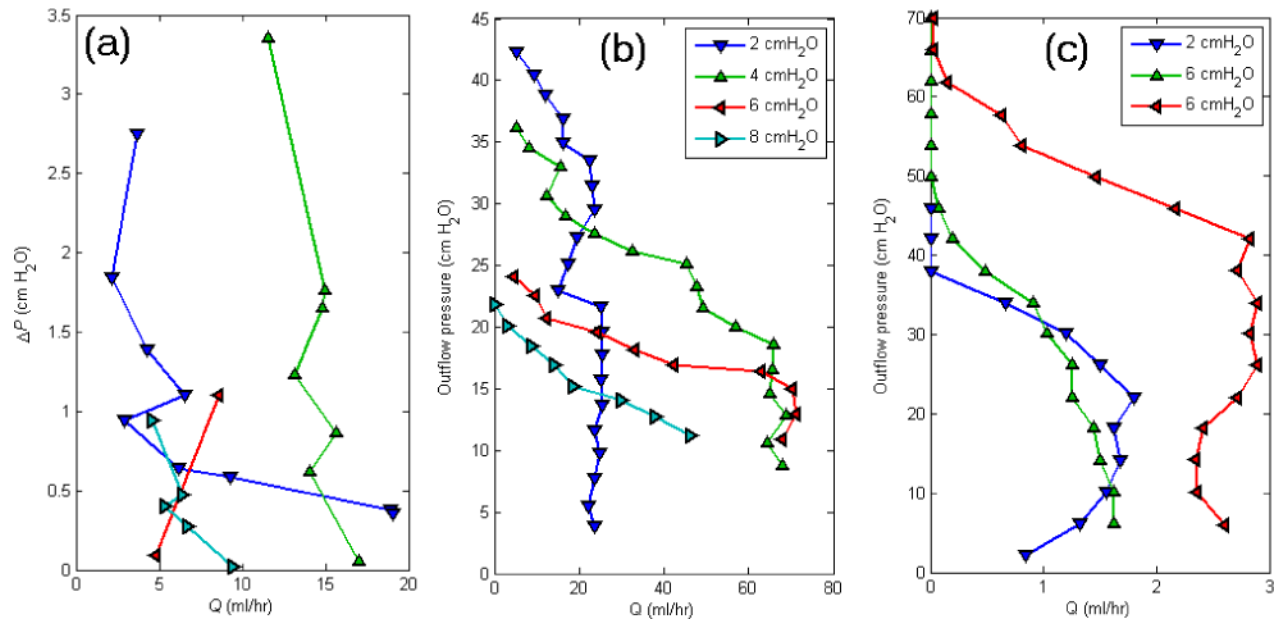 (a)
3.5
3
2.5
2
1.5
1
0.5
0
0
5
10
15
20
ΔP (cm H2O)
Q (ml/hr)
(b)
2 cmH2O
4 cmH2O
6 cmH2O
8 cmH2O
45
40
35
30
25
20
15
10
5
0
0
20
40
60
80
Outflow pressure (cm H2O)
Q (ml/hr)
(c)
2 cmH2O
6 cmH2O
6 cmH2O
70
60
50
40
30
20
10
0
0
1
2
3
Outflow pressure (cm H2O)
Q (ml/hr)